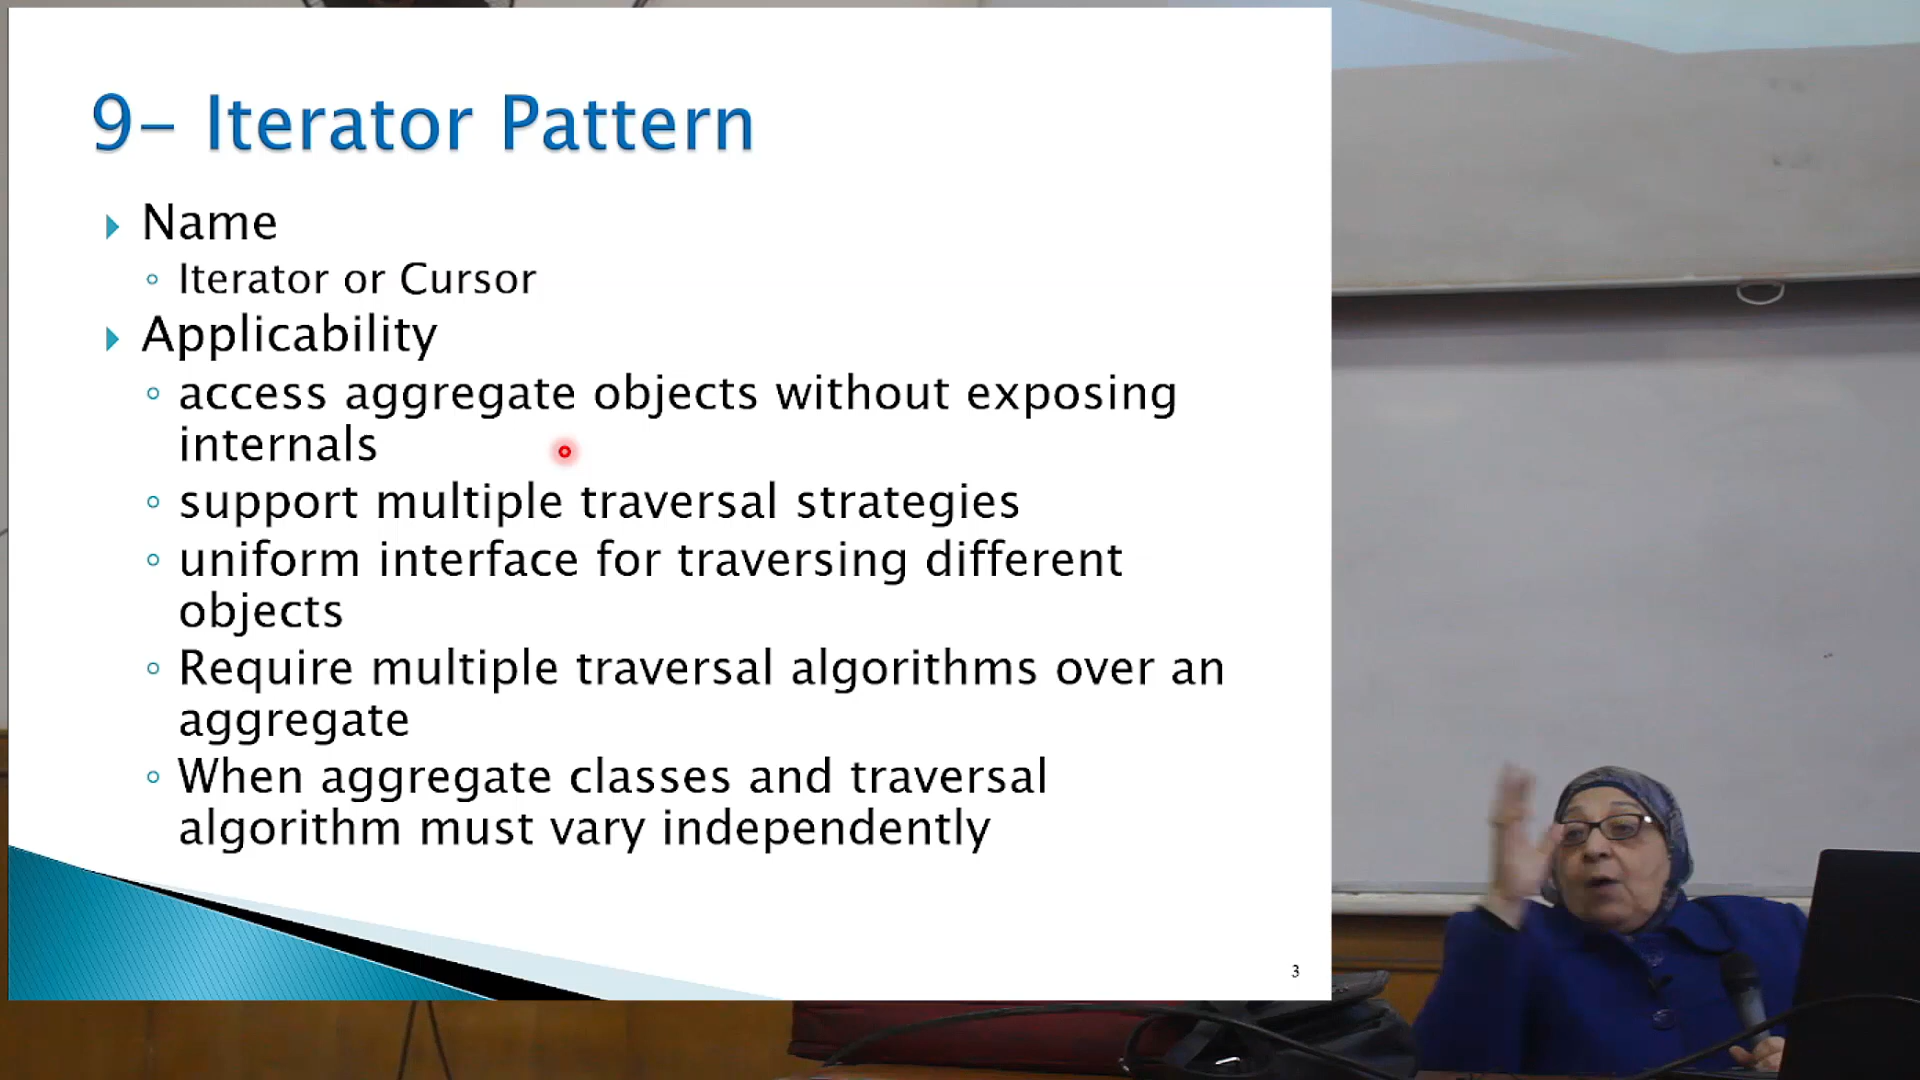 9- Iterator Pattern
Name
Iterator or Cursor
Applicability
access aggregate objects without exposing
internals
support multiple traversal strategies
uniform interface for traversing different
objects
Require multiple traversal algorithms over an
aggregate
When aggregate classes and traversal
algorithm must vary independently
3